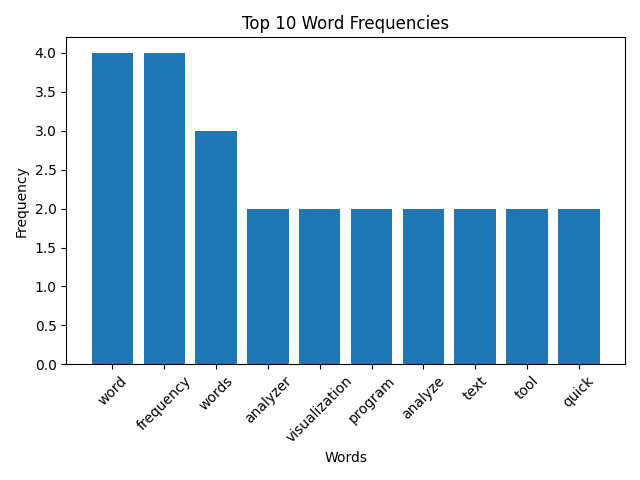 Top 10 Word Frequencies
Frequency
4.0
3.5
3.0
2.5
2.0
1.5
1.0
0.5
0.0
word
frequency
words
analyzer
visualization
program
analyze
text
tool
quick
Words